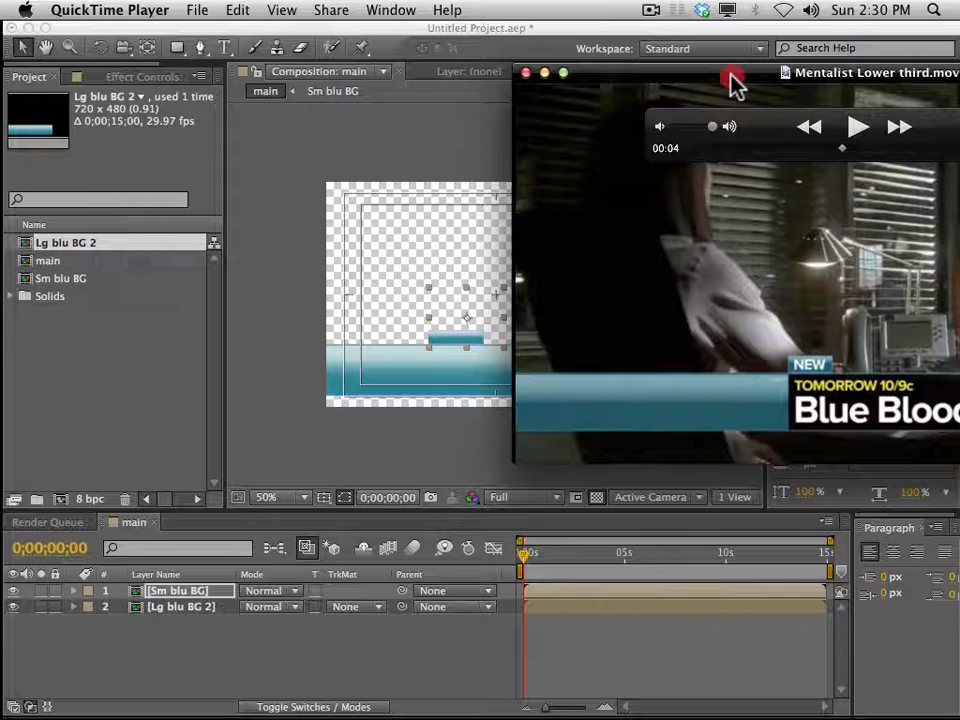 QuickTime Player File Edit View Share Window Help Sun 2:30 PM
Untitled Project.aep *
Workspace: Standard Search Help
Project Effect Controls: Composition: main Layer: (none) Mentalist Lower third.mov
Lg blu BG 2 , used 1 time
720 x 480 (0.91)
Δ 0;00;15;00, 29.97 fps
main Sm blu BG
00:04
Name
Lg blu BG 2
main
Sm blu BG
Solids
NEW
TOMORROW 10/9c
Blue Blood
8 bpc 50% 0;00;00;00 Full Active Camera 1 View
100 % 100 %
Render Queue main
0;00;00;00
Paragraph
00s 05s 10s 15s
# Layer Name Mode T TrkMat Parent
1 [Sm blu BG] Normal None
2 [Lg blu BG 2] Normal None None
0 px 0
0 px 0
Toggle Switches / Modes